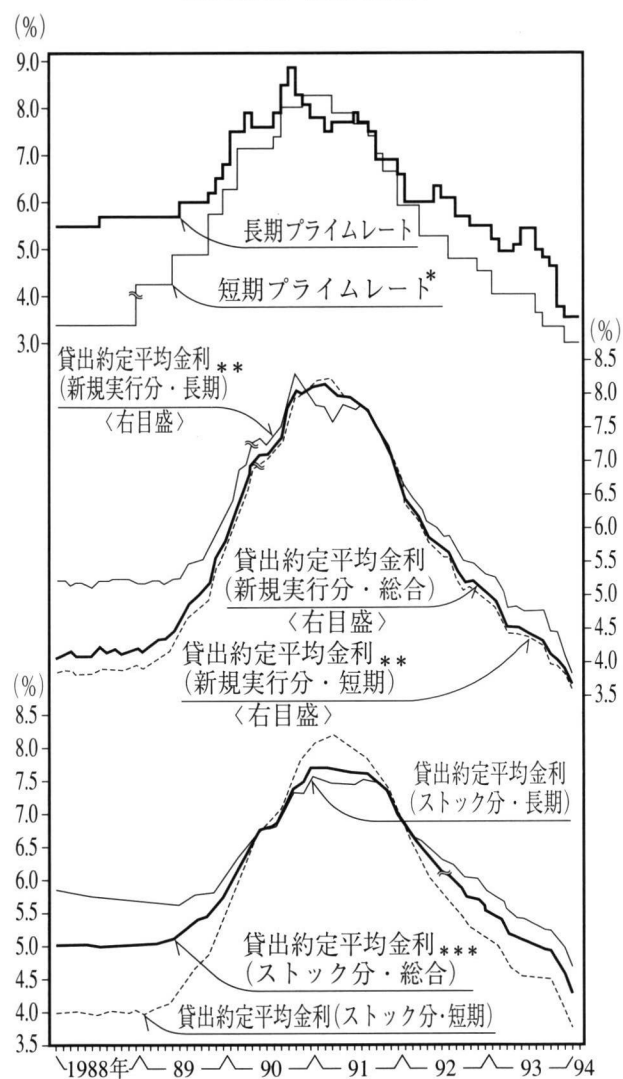 (%)
9.0
8.0
7.0
6.0
5.0
4.0
3.0
長期プライムレート
短期プライムレート*
(%)
8.5
8.0
7.5
7.0
6.5
6.0
5.5
5.0
4.5
4.0
3.5
貸出約定平均金利**
(新規実行分・長期)
〈右目盛〉
貸出約定平均金利
(新規実行分・総合)
〈右目盛〉
貸出約定平均金利**
(新規実行分・短期)
〈右目盛〉
(%)
8.5
8.0
7.5
7.0
6.5
6.0
5.5
5.0
4.5
4.0
3.5
貸出約定平均金利
(ストック分・長期)
貸出約定平均金利***
(ストック分・総合)
貸出約定平均金利(ストック分・短期)
1988年 89 90 91 92 93 94